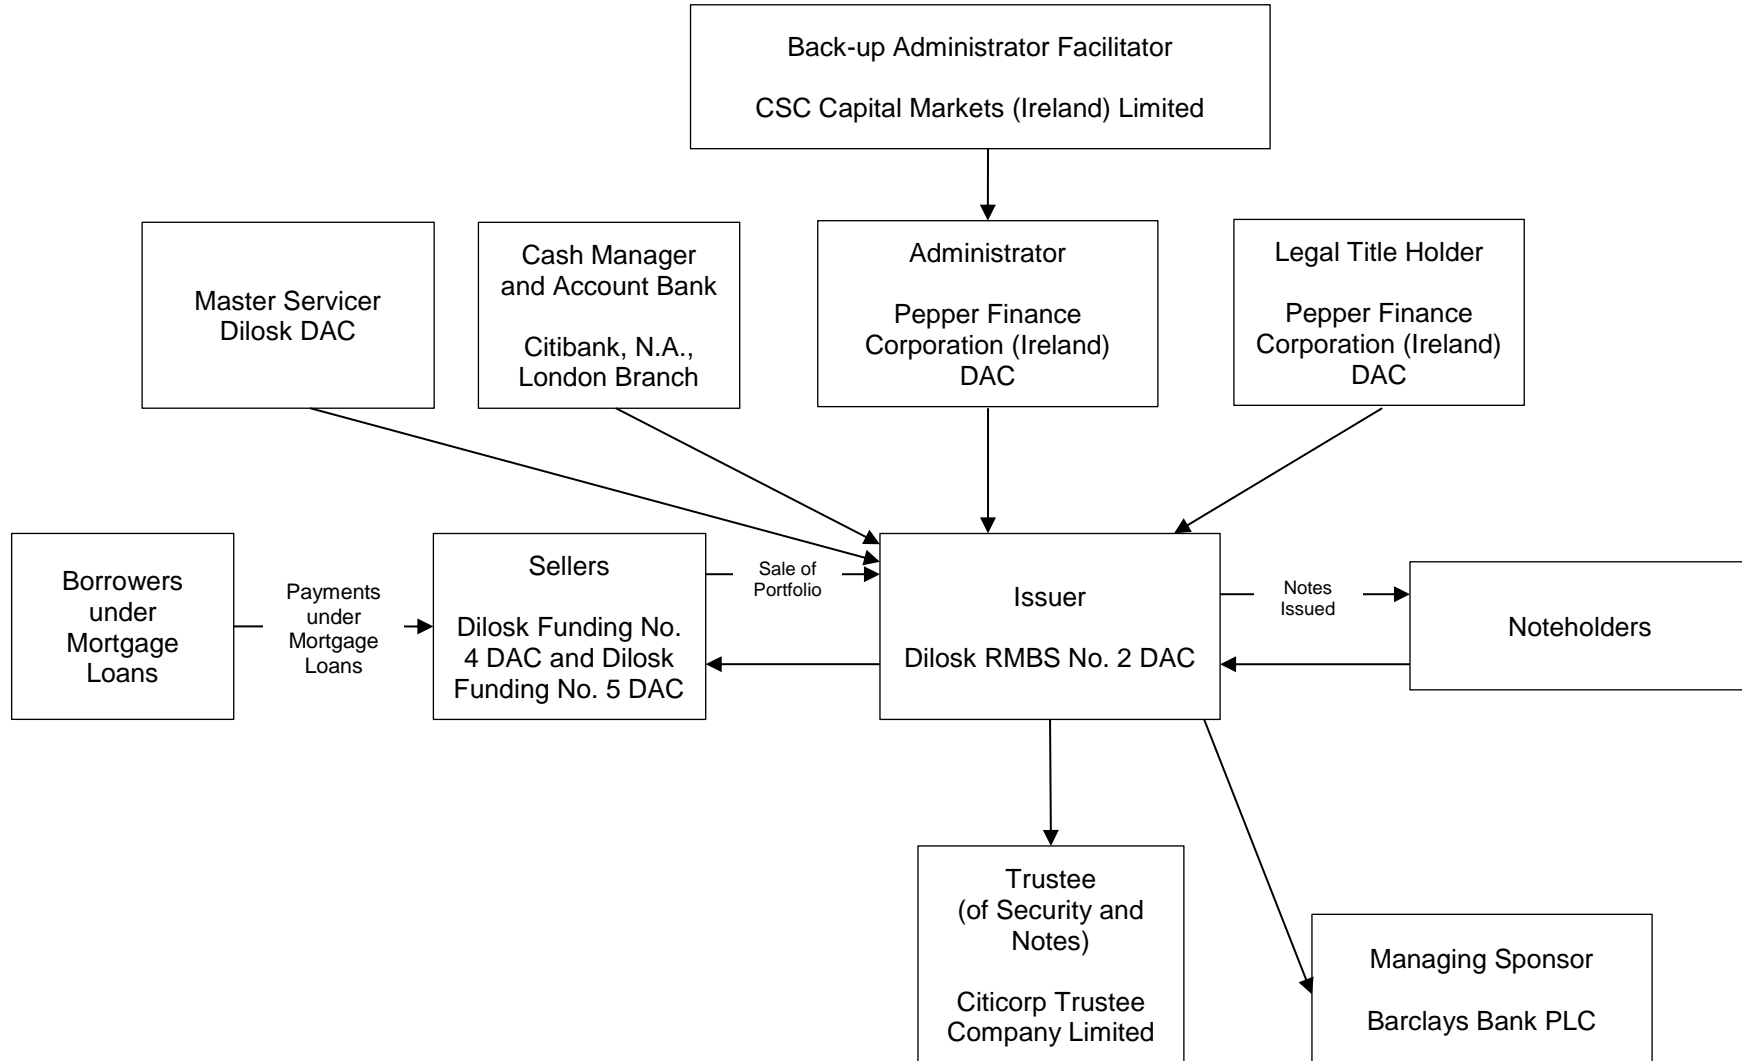 Back-up Administrator Facilitator
CSC Capital Markets (Ireland) Limited
Master Servicer
Dilosk DAC
Cash Manager
and Account Bank
Citibank, N.A.,
London Branch
Administrator
Pepper Finance
Corporation (Ireland)
DAC
Legal Title Holder
Pepper Finance
Corporation (Ireland)
DAC
Borrowers
under
Mortgage
Loans
Payments
under
Mortgage
Loans
Sellers
Dilosk Funding No.
4 DAC and Dilosk
Funding No. 5 DAC
Sale of
Portfolio
Issuer
Dilosk RMBS No. 2 DAC
Notes
Issued
Noteholders
Trustee
(of Security and
Notes)
Citicorp Trustee
Company Limited
Managing Sponsor
Barclays Bank PLC